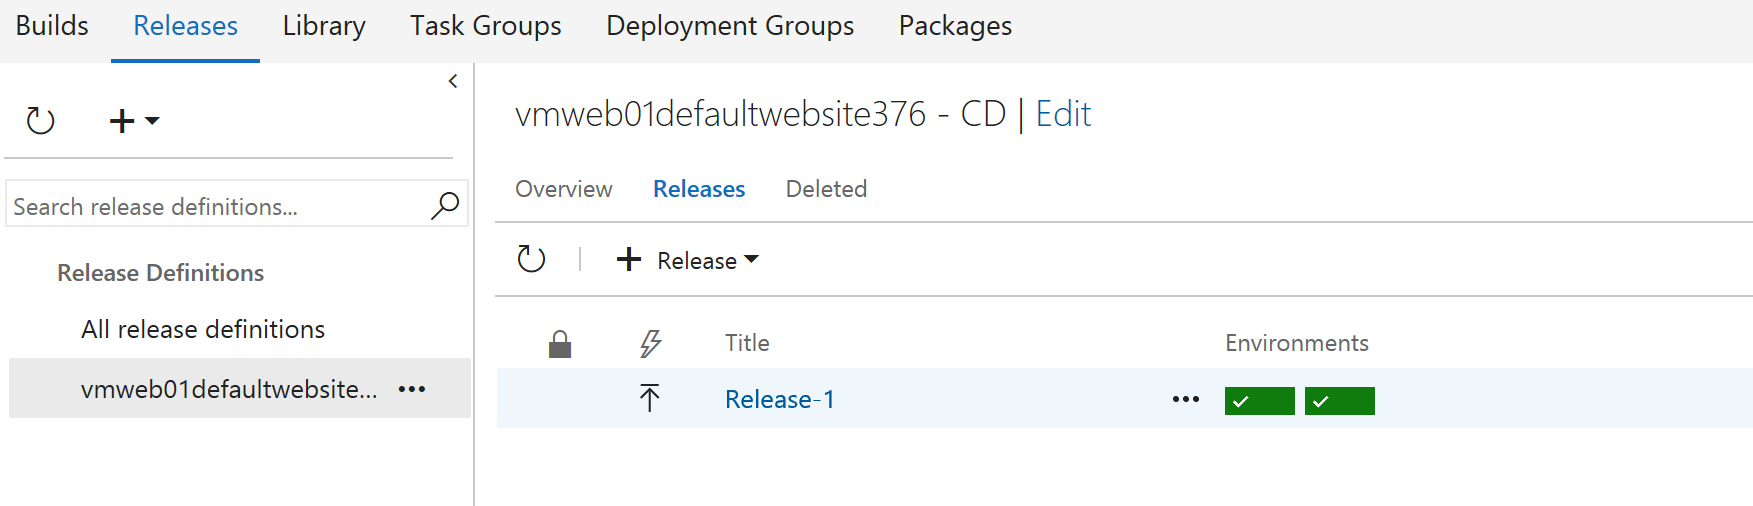 Builds Releases Library Task Groups Deployment Groups Packages
Search release definitions...
Release Definitions
All release definitions
vmweb01defaultwebsite...
vmweb01defaultwebsite376 - CD | Edit
Overview Releases Deleted
Release
Title Environments
Release-1